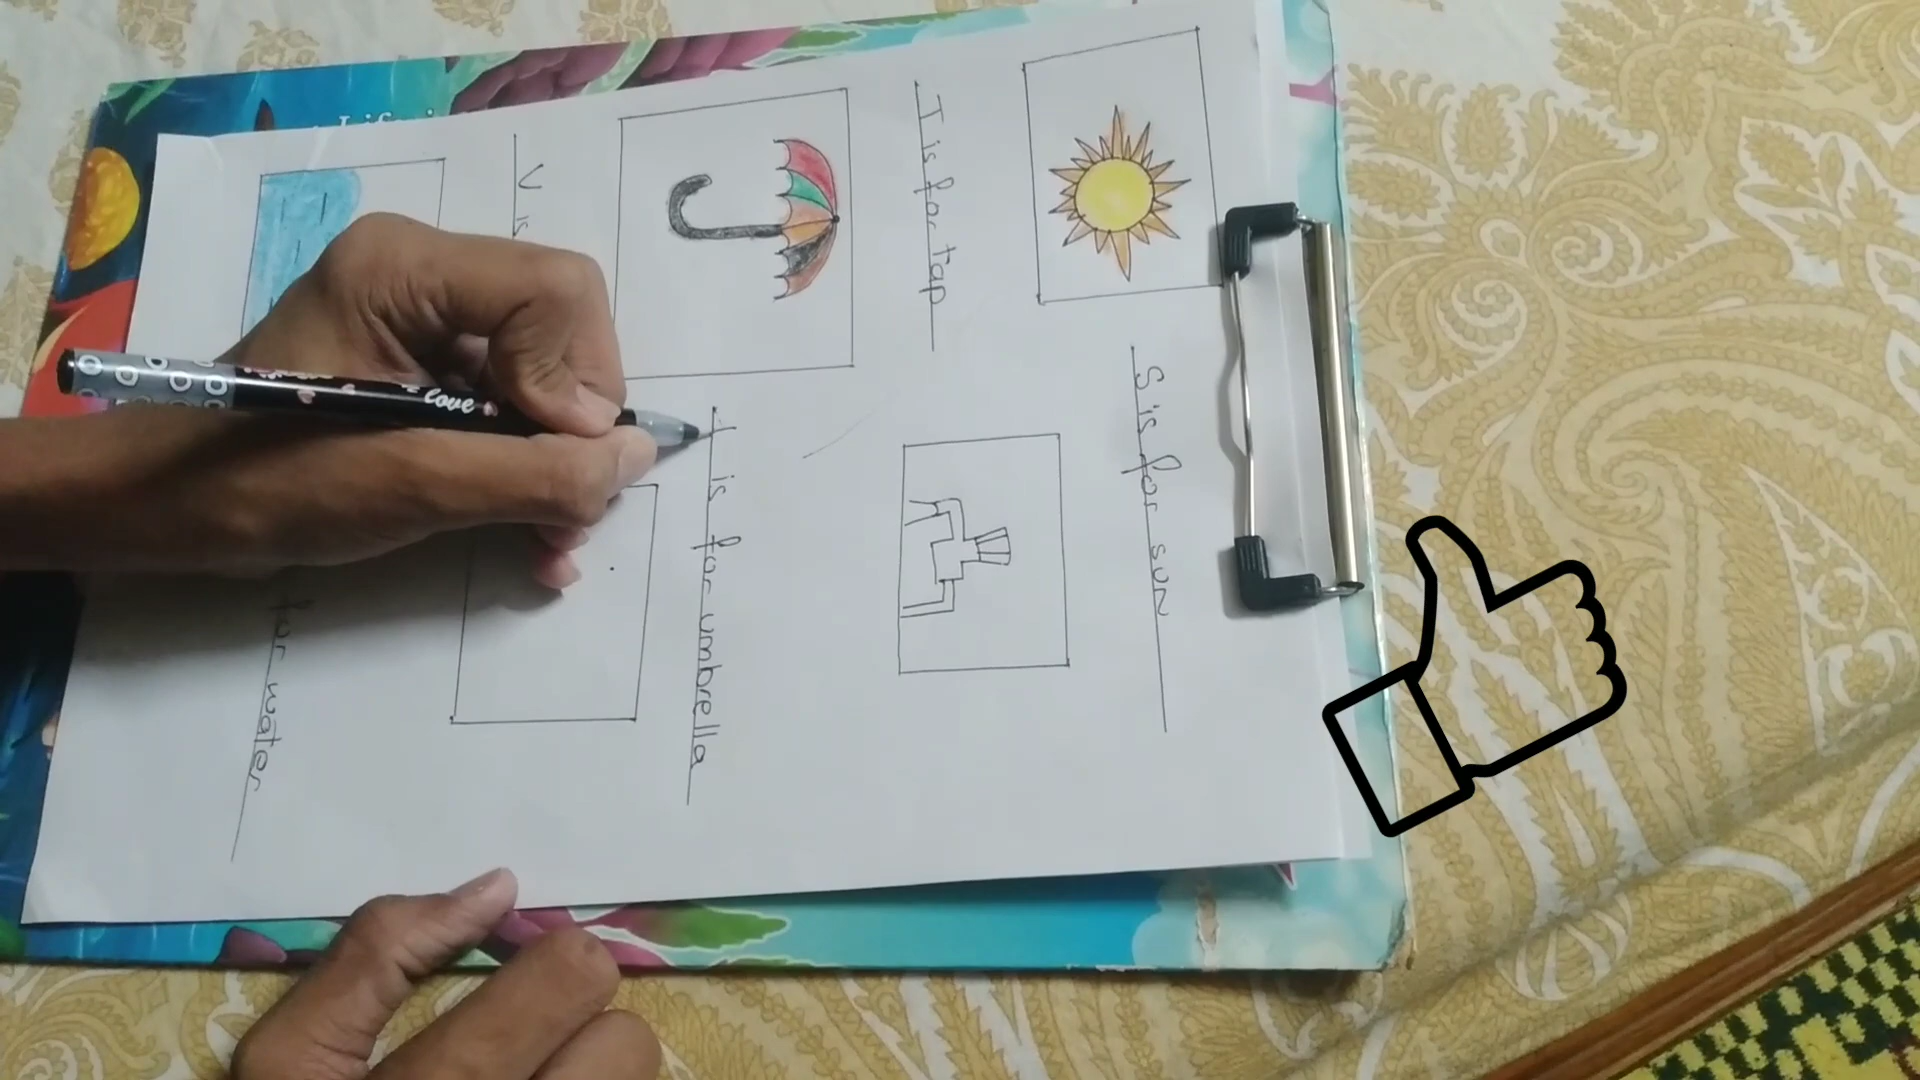 S is for sun
T is for tap
is for umbrella
V is
for water
love